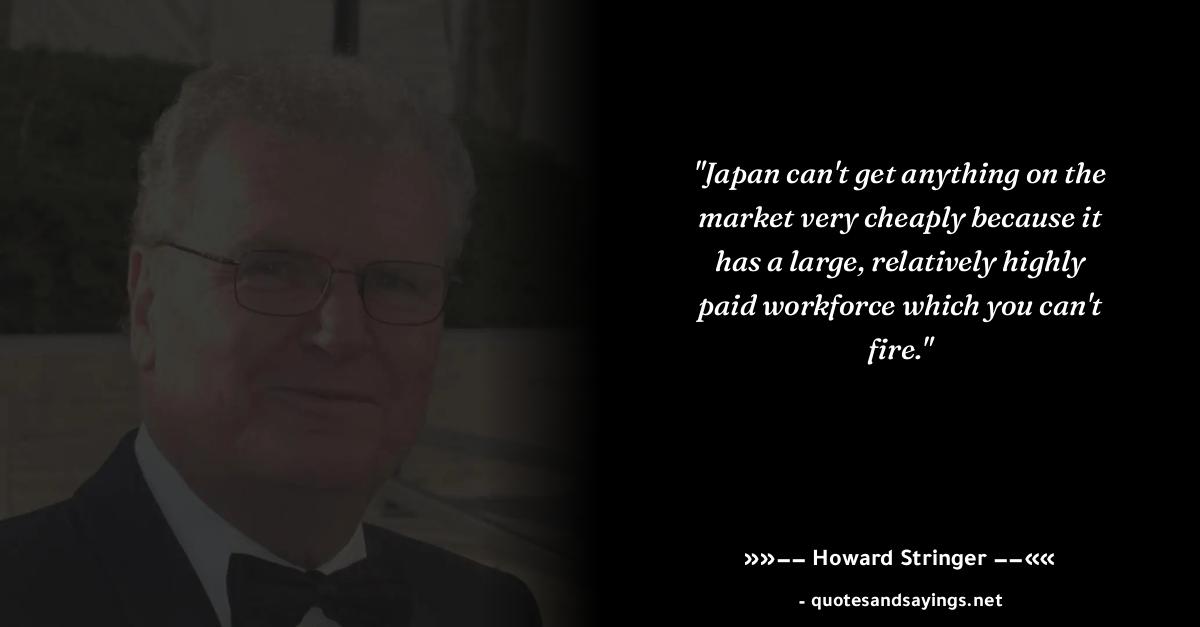 "Japan can't get anything on the
market very cheaply because it
has a large, relatively highly
paid workforce which you can't
fire."
»»−− Howard Stringer −−««
- quotesandsayings.net